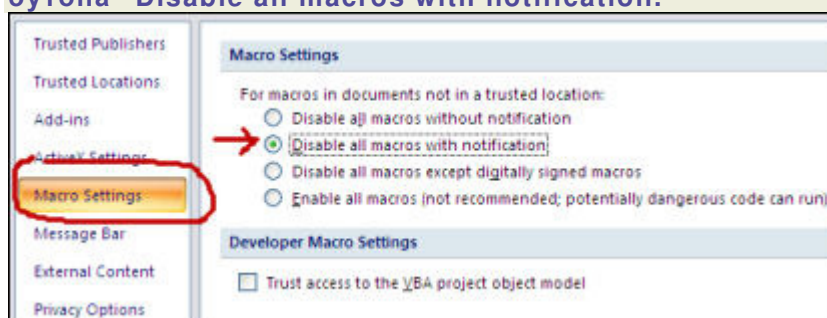 Disable all macros with notification.
Trusted Publishers
Trusted Locations
Add-ins
ActiveX Settings
Macro Settings
Message Bar
External Content
Privacy Options
Macro Settings
For macros in documents not in a trusted location:
Disable all macros without notification
Disable all macros with notification
Disable all macros except digitally signed macros
Enable all macros (not recommended; potentially dangerous code can run)
Developer Macro Settings
Trust access to the VBA project object model